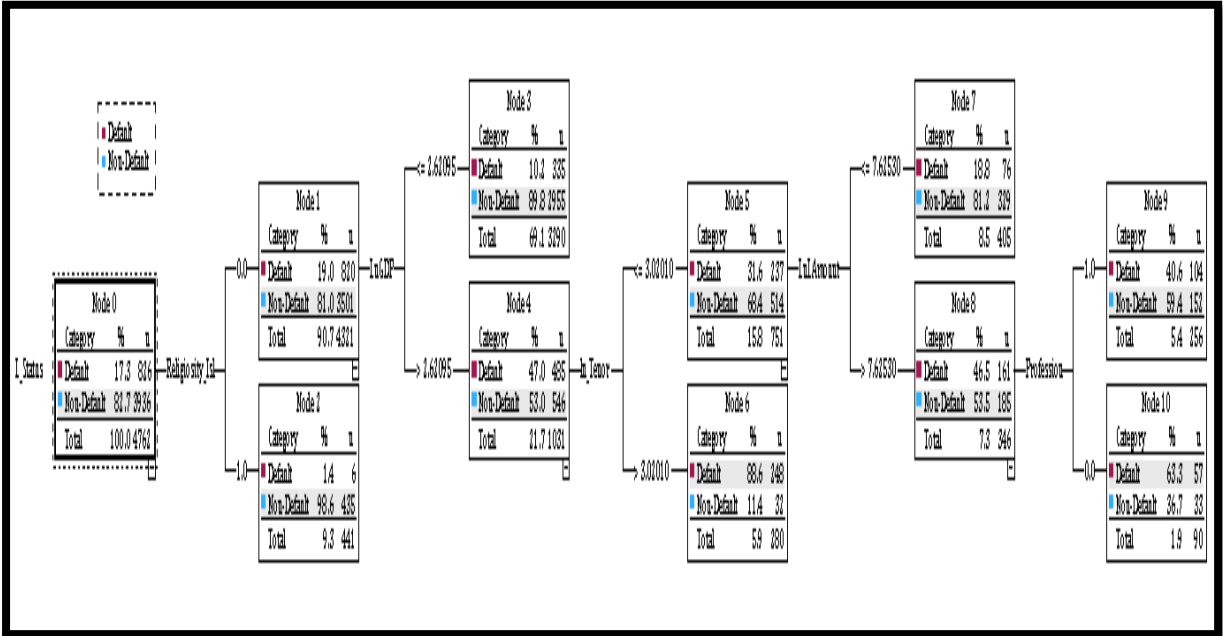 Default
Non-Default
L_Status
Node 0
Category % n
Default 17.3 826
Non-Default 82.7 3936
Total 100.0 4762
Religiosity_Isl
0.0
Node 1
Category % n
Default 19.0 820
Non-Default 81.0 3501
Total 90.7 4321
1.0
Node 2
Category % n
Default 1.4 6
Non-Default 98.6 435
Total 9.3 441
lnGDP
<= 2.62095
Node 3
Category % n
Default 10.2 335
Non-Default 89.8 2955
Total 69.1 3290
> 2.62095
Node 4
Category % n
Default 47.0 485
Non-Default 53.0 546
Total 21.7 1031
ln_Tenor
<= 3.02010
Node 5
Category % n
Default 31.6 237
Non-Default 68.4 514
Total 15.8 751
> 3.02010
Node 6
Category % n
Default 88.6 248
Non-Default 11.4 32
Total 5.9 280
lnLAmount
<= 7.62530
Node 7
Category % n
Default 18.8 76
Non-Default 81.2 329
Total 8.5 405
> 7.62530
Node 8
Category % n
Default 46.5 161
Non-Default 53.5 185
Total 7.3 346
Profession
1.0
Node 9
Category % n
Default 40.6 104
Non-Default 59.4 152
Total 5.4 256
0.0
Node 10
Category % n
Default 63.3 57
Non-Default 36.7 33
Total 1.9 90